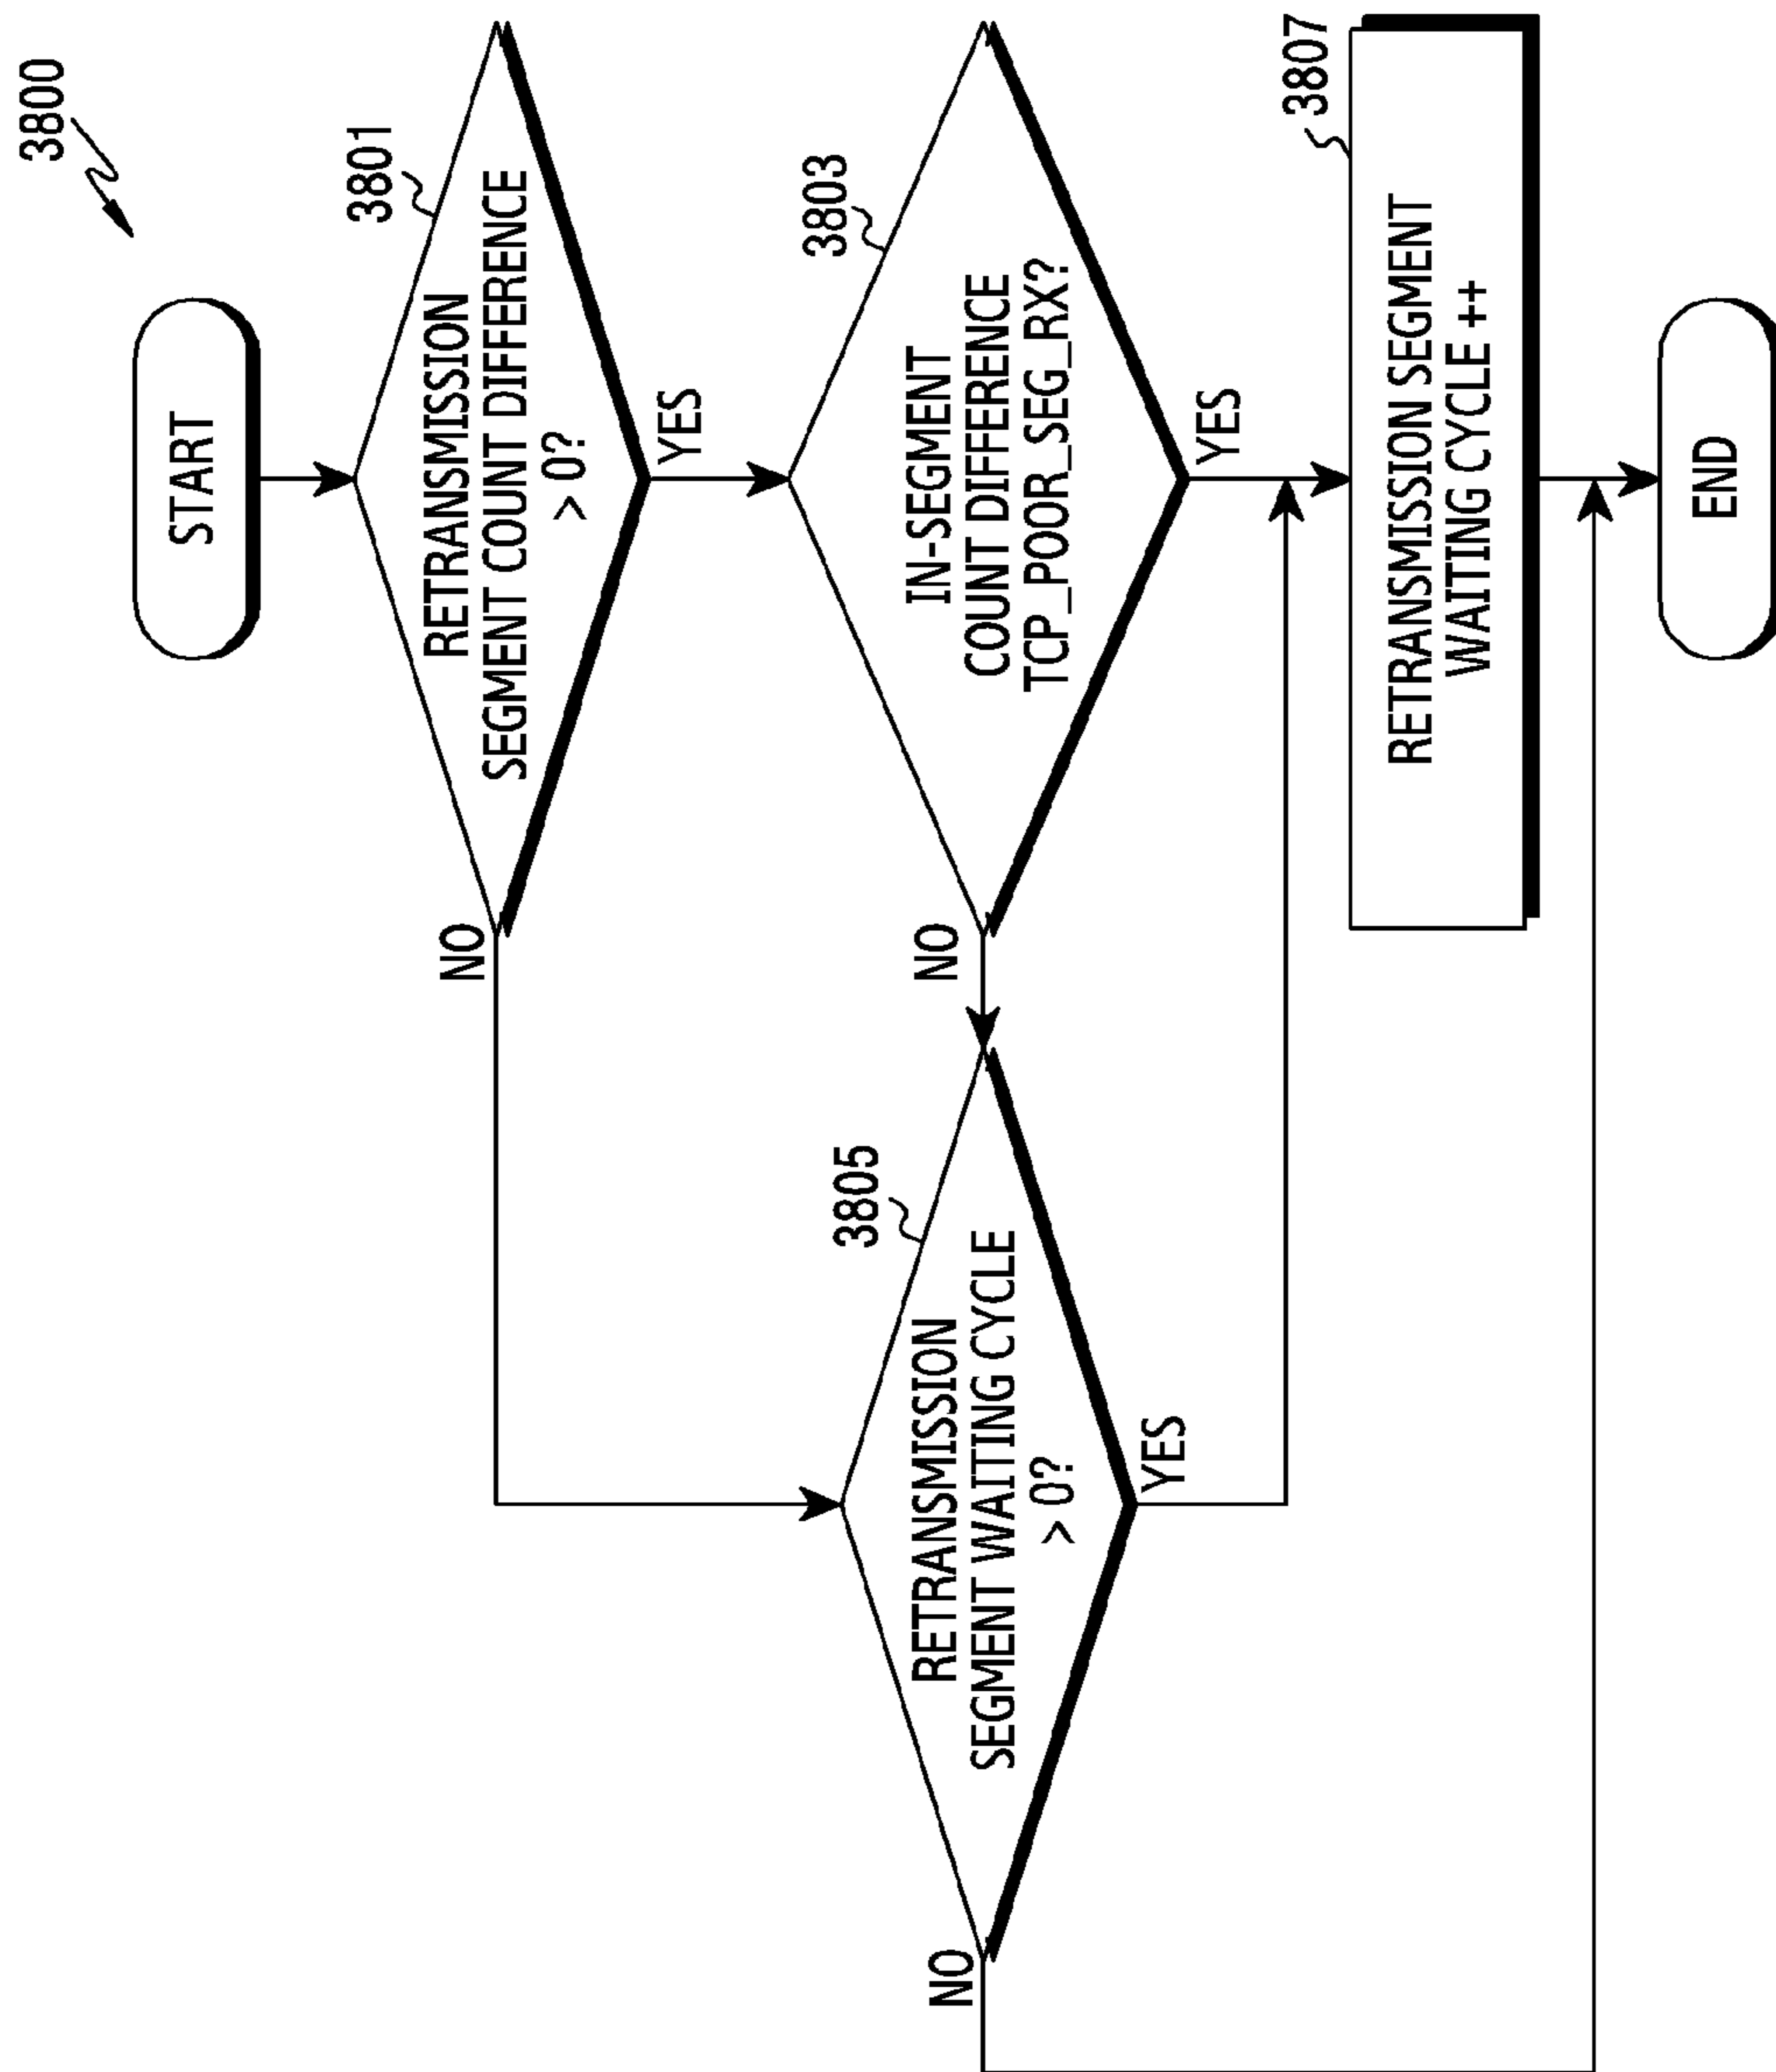 3800
START
3801
RETRANSMISSION
SEGMENT COUNT DIFFERENCE
> 0?
NO
YES
3803
IN-SEGMENT
COUNT DIFFERENCE
TCP_POOR_SEG_RX?
NO
YES
3805
RETRANSMISSION
SEGMENT WAITING CYCLE
>0?
NO
YES
3807
RETRANSMISSION SEGMENT
WAITING CYCLE ++
END